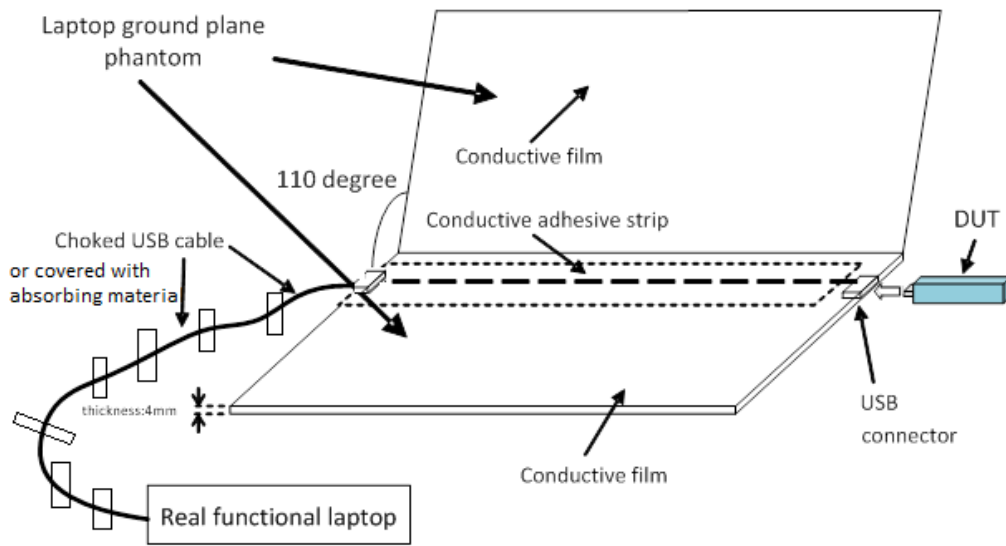 Laptop ground plane
phantom
Conductive film
110 degree
Conductive adhesive strip
DUT
Choked USB cable
or covered with
absorbing material
thickness:4mm
USB
connector
Conductive film
Real functional laptop